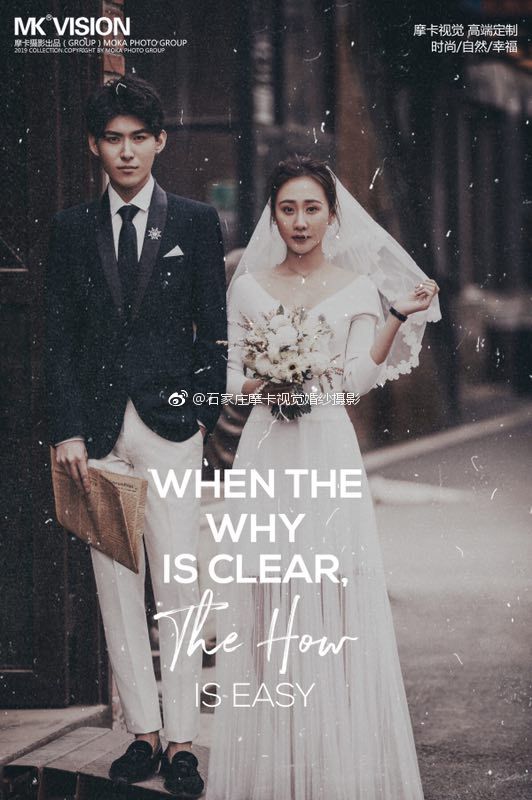 MK® VISION
摩卡摄影出品（GROUP）MOKA PHOTO GROUP
2019 COLLECTION.COPYRIGHT BY MOKA PHOTO GROUP
摩卡视觉 高端定制
时尚/自然/幸福
@石家庄摩卡视觉婚纱摄影
WHEN THE
WHY
IS CLEAR,
The How
IS EASY